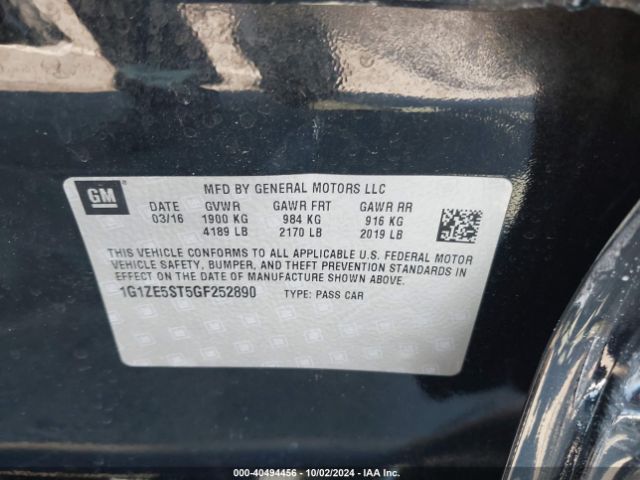 GM
MFD BY GENERAL MOTORS LLC
DATE GVWR GAWR FRT GAWR RR
03/16 1900 KG 984 KG 916 KG
4189 LB 2170 LB 2019 LB
THIS VEHICLE CONFORMS TO ALL APPLICABLE U.S. FEDERAL MOTOR
VEHICLE SAFETY, BUMPER, AND THEFT PREVENTION STANDARDS
IN EFFECT ON THE DATE OF MANUFACTURE SHOWN ABOVE.
1G1ZE5ST5GF252890 TYPE: PASS CAR
000-40494456 - 10/02/2024 - IAA Inc.